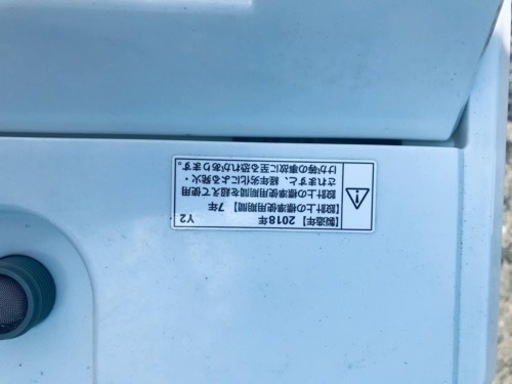 【製造年】2018年 Y2
【設計上の標準使用期間】7年
設計上の標準使用期間を超えて使用
されますと、経年劣化による発火・
けが等の事故に至る恐れがあります。